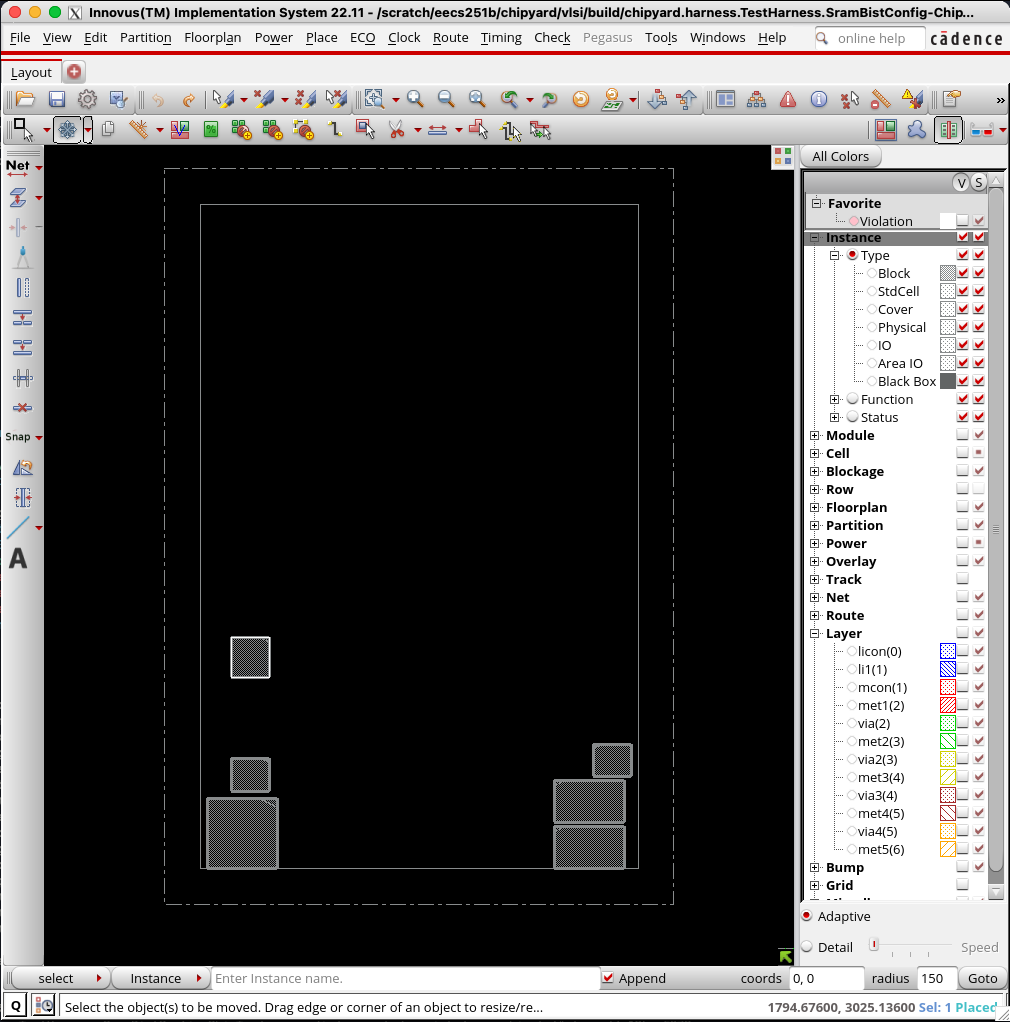 Innovus(TM) Implementation System 22.11 - /scratch/eecs251b/chipyard/vlsi/build/chipyard.harness.TestHarness.SramBistConfig-Chip...
File View Edit Partition Floorplan Power Place ECO Clock Route Timing Check Pegasus Tools Windows Help online help cādence
Layout
»
Net
Snap
A
All Colors
V S
Favorite
Violation
Instance
Type
Block
StdCell
Cover
Physical
IO
Area IO
Black Box
Function
Status
Module
Cell
Blockage
Row
Floorplan
Partition
Power
Overlay
Track
Net
Route
Layer
licon(0)
li1(1)
mcon(1)
met1(2)
via(2)
met2(3)
via2(3)
met3(4)
via3(4)
met4(5)
via4(5)
met5(6)
Bump
Grid
Adaptive
Detail Speed
select Instance Enter Instance name. Append coords 0, 0 radius 150 Goto
Q Select the object(s) to be moved. Drag edge or corner of an object to resize/re... 1794.67600, 3025.13600 Sel: 1 Placed